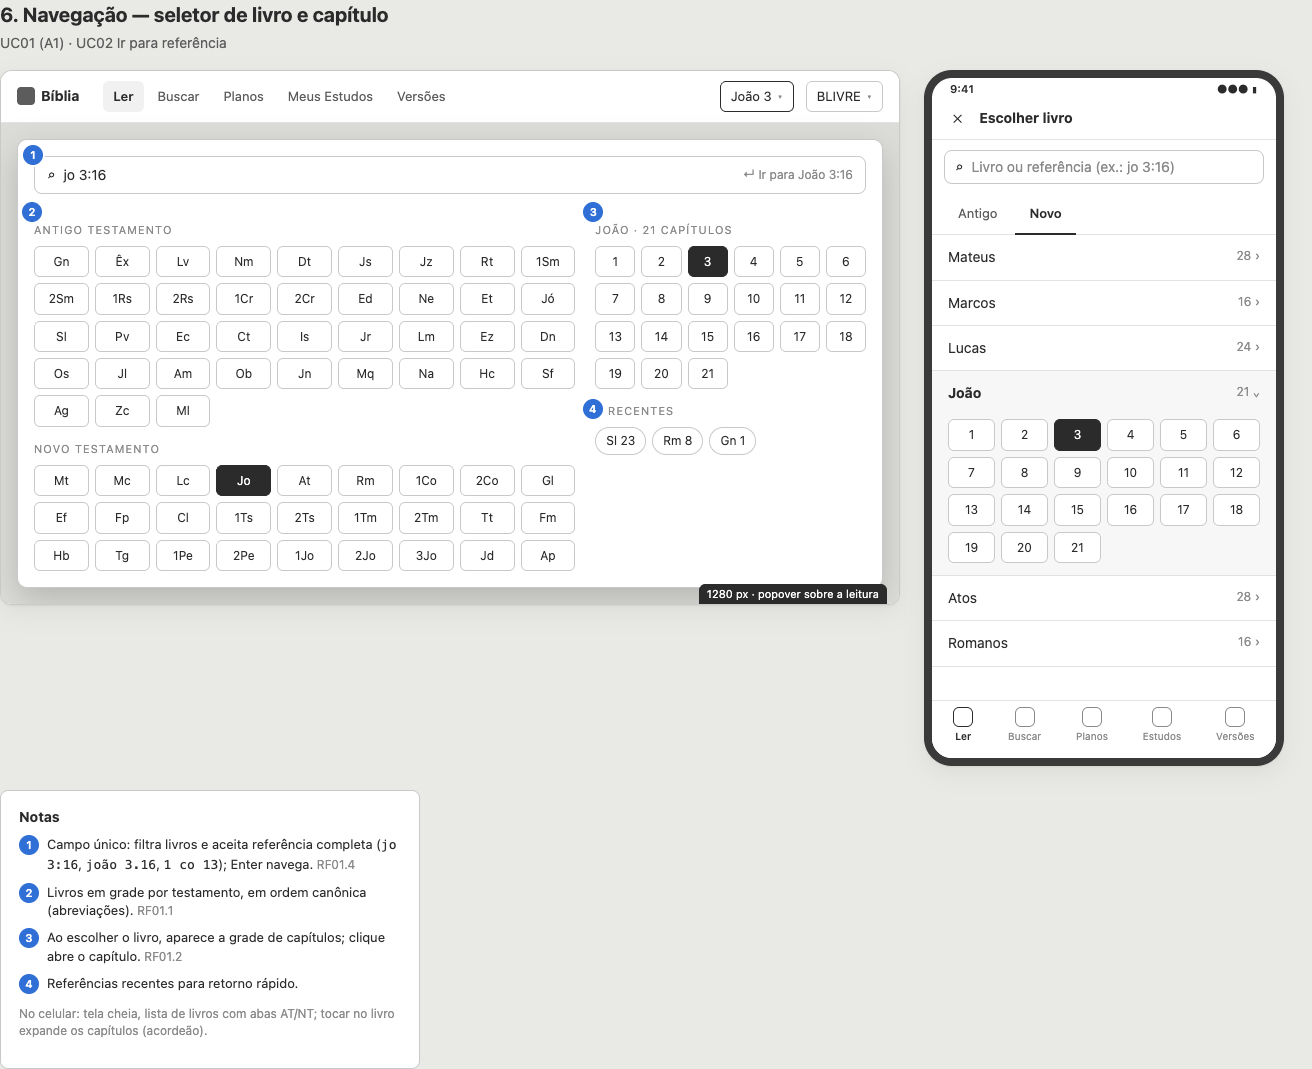 6. Navegação — seletor de livro e capítulo
UC01 (A1) · UC02 Ir para referência
Bíblia Ler Buscar Planos Meus Estudos Versões João 3 BLIVRE
1
jo 3:16 ↵ Ir para João 3:16
2
ANTIGO TESTAMENTO
Gn Êx Lv Nm Dt Js Jz Rt 1Sm
2Sm 1Rs 2Rs 1Cr 2Cr Ed Ne Et Jó
Sl Pv Ec Ct Is Jr Lm Ez Dn
Os Jl Am Ob Jn Mq Na Hc Sf
Ag Zc Ml
NOVO TESTAMENTO
Mt Mc Lc Jo At Rm 1Co 2Co Gl
Ef Fp Cl 1Ts 2Ts 1Tm 2Tm Tt Fm
Hb Tg 1Pe 2Pe 1Jo 2Jo 3Jo Jd Ap
3
JOÃO · 21 CAPÍTULOS
1 2 3 4 5 6
7 8 9 10 11 12
13 14 15 16 17 18
19 20 21
4 RECENTES
Sl 23 Rm 8 Gn 1
1280 px · popover sobre a leitura
9:41
× Escolher livro
Livro ou referência (ex.: jo 3:16)
Antigo Novo
Mateus 28 ›
Marcos 16 ›
Lucas 24 ›
João 21 ⌄
1 2 3 4 5 6
7 8 9 10 11 12
13 14 15 16 17 18
19 20 21
Atos 28 ›
Romanos 16 ›
Ler Buscar Planos Estudos Versões
Notas
1 Campo único: filtra livros e aceita referência completa (jo
3:16, joão 3.16, 1 co 13); Enter navega. RF01.4
2 Livros em grade por testamento, em ordem canônica
(abreviações). RF01.1
3 Ao escolher o livro, aparece a grade de capítulos; clique
abre o capítulo. RF01.2
4 Referências recentes para retorno rápido.
No celular: tela cheia, lista de livros com abas AT/NT; tocar no livro
expande os capítulos (acordeão).